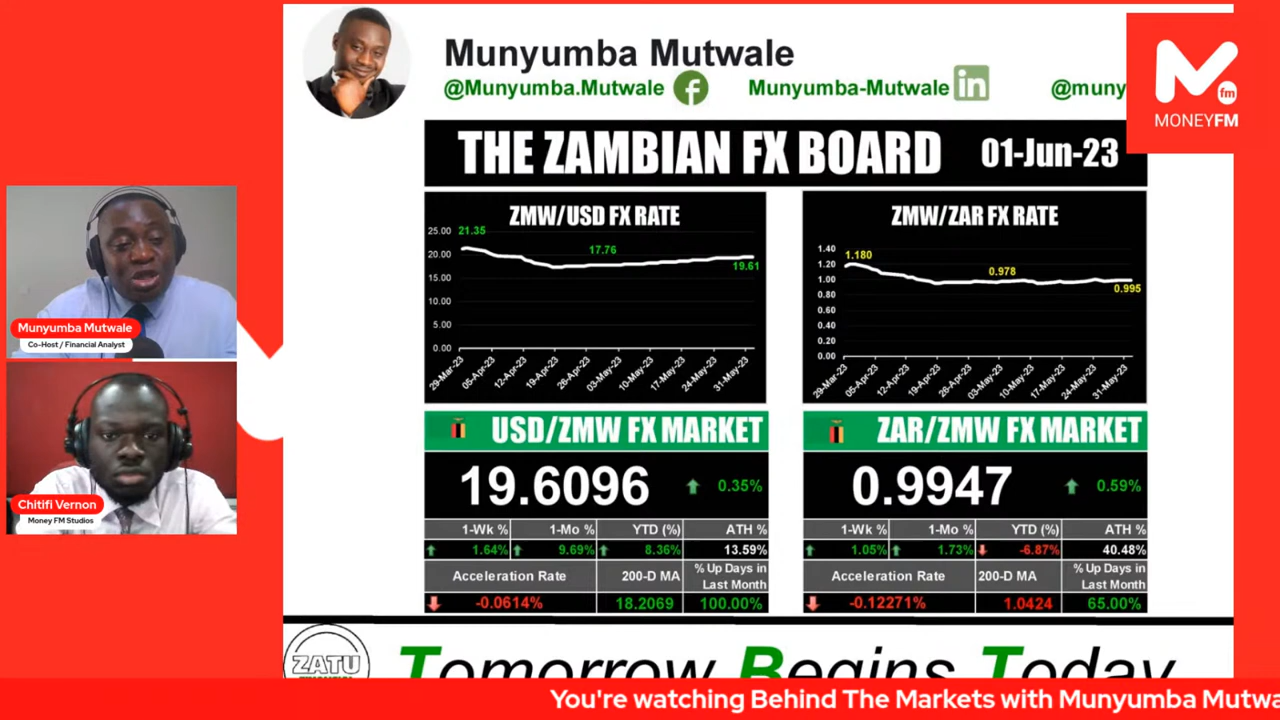 Munyumba Mutwale
@Munyumba.Mutwale f Munyumba-Mutwale in @muny
fm
MONEYFM
THE ZAMBIAN FX BOARD 01-Jun-23
ZMW/USD FX RATE
25.00
20.00
15.00
10.00
5.00
0.00
21.35
17.76
19.61
29-Mar-23
05-Apr-23
12-Apr-23
19-Apr-23
26-Apr-23
03-May-23
10-May-23
17-May-23
24-May-23
31-May-23
ZMW/ZAR FX RATE
1.40
1.20
1.00
0.80
0.60
0.40
0.20
0.00
1.180
0.978
0.995
29-Mar-23
05-Apr-23
12-Apr-23
19-Apr-23
26-Apr-23
03-May-23
10-May-23
17-May-23
24-May-23
31-May-23
USD/ZMW FX MARKET
19.6096 0.35%
1-Wk % 1-Mo % YTD (%) ATH %
1.64% 9.69% 8.36% 13.59%
Acceleration Rate 200-D MA % Up Days in Last Month
-0.0614% 18.2069 100.00%
ZAR/ZMW FX MARKET
0.9947 0.59%
1-Wk % 1-Mo % YTD (%) ATH %
1.05% 1.73% -6.87% 40.48%
Acceleration Rate 200-D MA % Up Days in Last Month
-0.12271% 1.0424 65.00%
Munyumba Mutwale
Co-Host / Financial Analyst
Chitifi Vernon
Money FM Studios
ZATU
Tomorrow Begins Today
You're watching Behind The Markets with Munyumba Mutwa